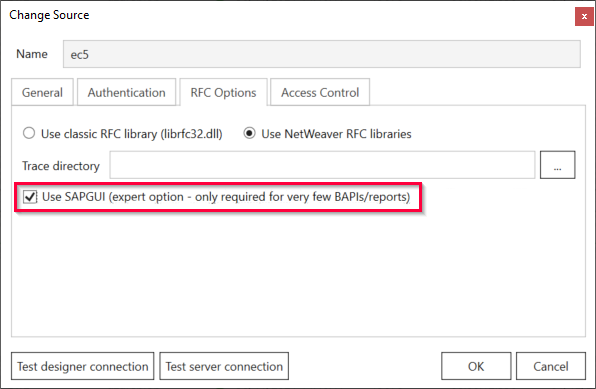 Change Source
x
Name ec5
General Authentication RFC Options Access Control
Use classic RFC library (librfc32.dll) Use NetWeaver RFC libraries
Trace directory ...
Use SAPGUI (expert option - only required for very few BAPIs/reports)
Test designer connection Test server connection OK Cancel